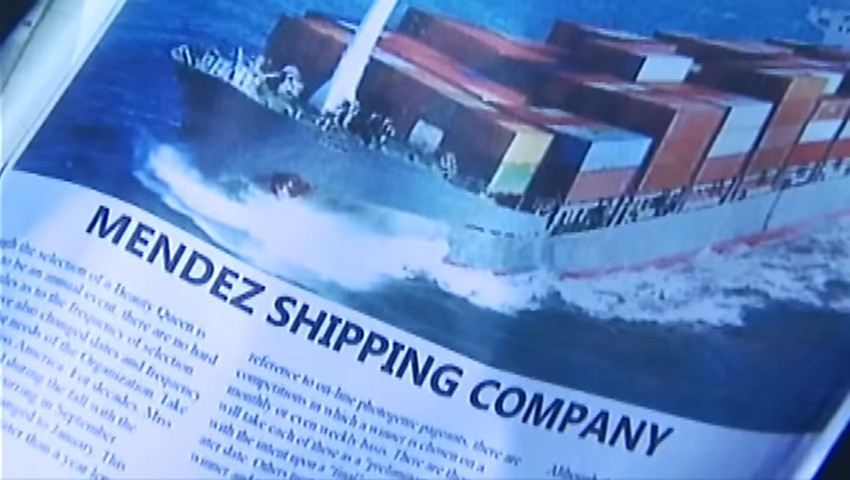 MENDEZ SHIPPING COMPANY
the selection of a Beauty Queen is
to be an annual event, there are no hard
as to the frequency of selection.
also changed dates and frequency
needs of the Organization. Take
America. For decades, Miss
during the fall with the
in September
to January. This
than a year
reference to on-line photogenic pageants, there are
competitions in which a winner is chosen on a
monthly or even weekly basis. There are
will take each of these as a
with the intent upon a
date. Others
winner and